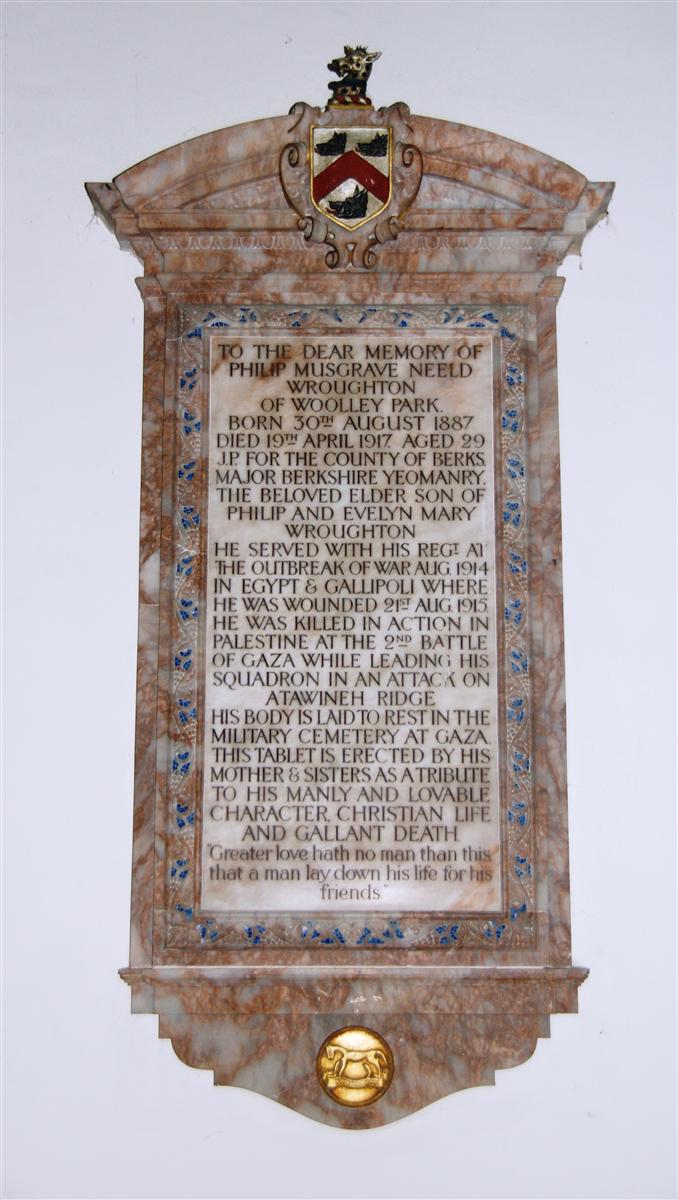 TO THE DEAR MEMORY OF
PHILIP MUSGRAVE NEELD
WROUGHTON
OF WOOLLEY PARK.
BORN 30TH AUGUST 1887
DIED 19TH APRIL 1917. AGED 29
J.P. FOR THE COUNTY OF BERKS.
MAJOR BERKSHIRE YEOMANRY.
THE BELOVED ELDER SON OF
PHILIP AND EVELYN MARY
WROUGHTON
HE SERVED WITH HIS REGT AT
THE OUTBREAK OF WAR AUG. 1914
IN EGYPT & GALLIPOLI WHERE
HE WAS WOUNDED 21ST AUG. 1915.
HE WAS KILLED IN ACTION IN
PALESTINE AT THE 2ND BATTLE
OF GAZA WHILE LEADING HIS
SQUADRON IN AN ATTACK ON
ATAWINEH RIDGE
HIS BODY IS LAID TO REST IN THE
MILITARY CEMETERY AT GAZA.
THIS TABLET IS ERECTED BY HIS
MOTHER & SISTERS AS A TRIBUTE
TO HIS MANLY AND LOVABLE
CHARACTER, CHRISTIAN LIFE
AND GALLANT DEATH.
"Greater love hath no man than this,
that a man lay down his life for his
friends."